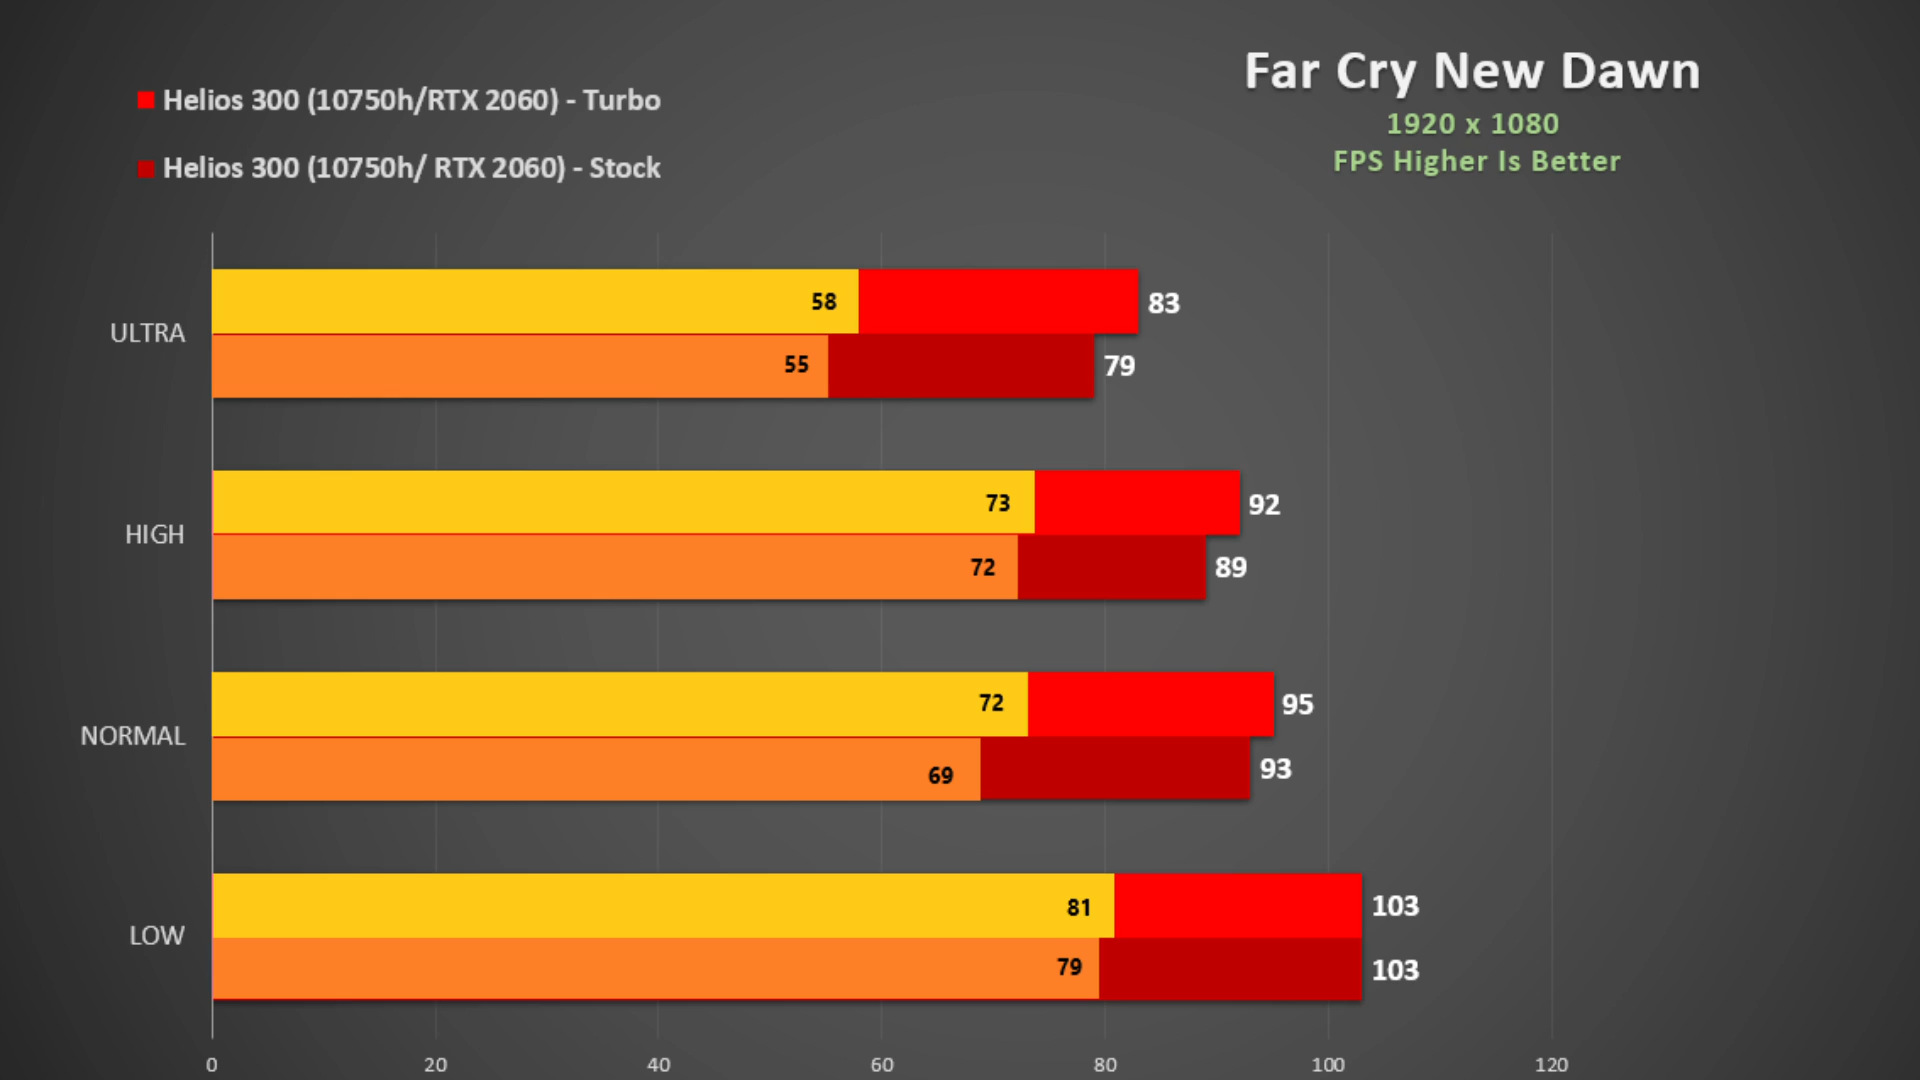 Far Cry New Dawn
1920 x 1080
FPS Higher Is Better
Helios 300 (10750h/RTX 2060) - Turbo
Helios 300 (10750h/ RTX 2060) - Stock
ULTRA
58
83
55
79
HIGH
73
92
72
89
NORMAL
72
95
69
93
LOW
81
103
79
103
0 20 40 60 80 100 120